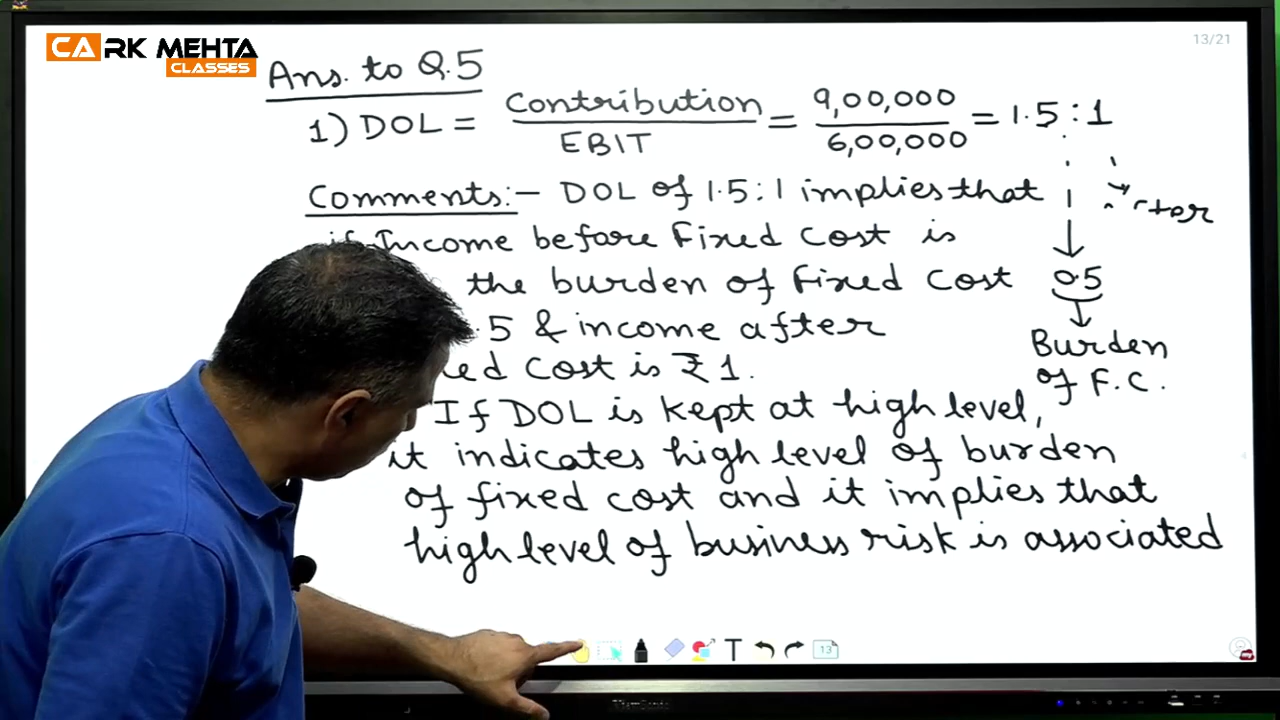 CA RK MEHTA
CLASSES
13/21
Ans. to Q.5
1) DOL = Contribution / EBIT = 9,00,000 / 6,00,000 = 1.5 : 1
Comments:- DOL of 1.5 : 1 implies that
if Income before Fixed Cost is
the burden of Fixed Cost
.5 & income after
ed Cost is ₹ 1.
If DOL is kept at high level,
it indicates high level of burden
of fixed cost and it implies that
high level of business risk is associated
0.5
Burden
of F.C.
T
13
ViewSonic